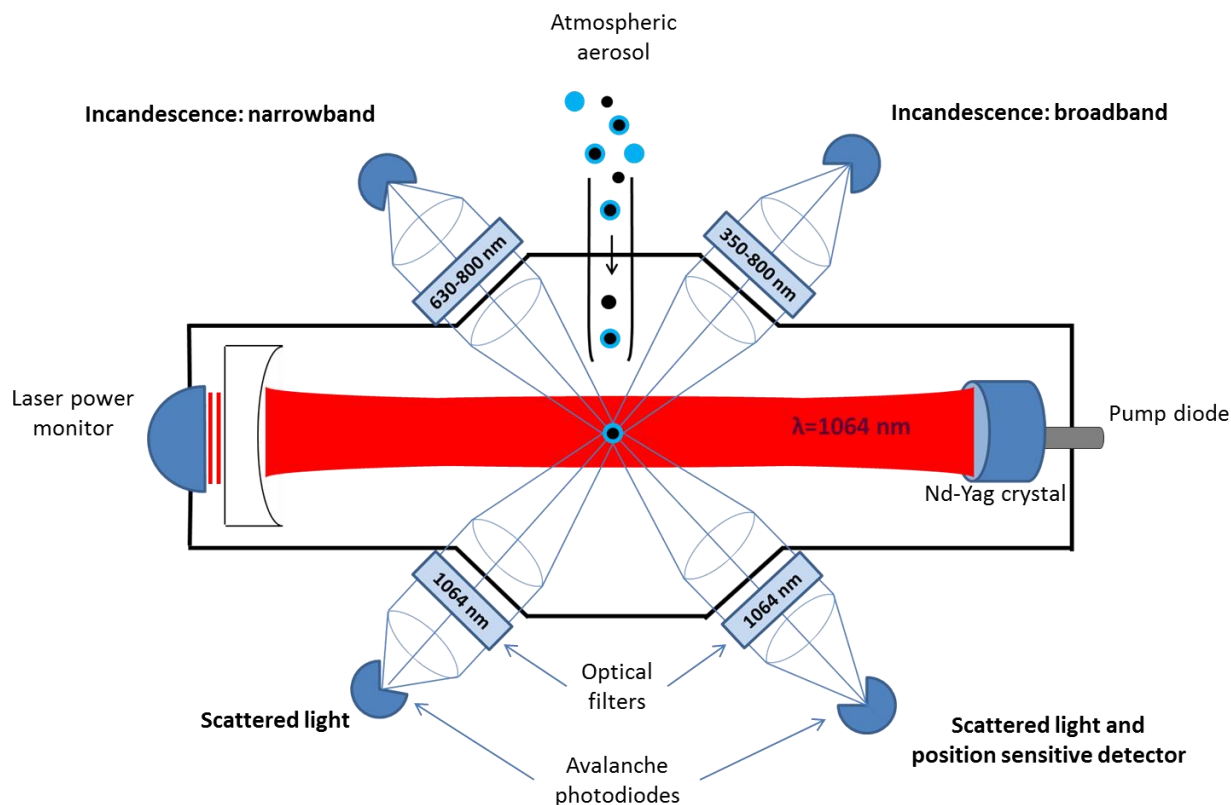 Atmospheric
aerosol
Incandescence: narrowband
Incandescence: broadband
630-800 nm
350-800 nm
Laser power
monitor
λ=1064 nm
Pump diode
Nd-Yag crystal
1064 nm
1064 nm
Optical
filters
Scattered light
Scattered light and
position sensitive detector
Avalanche
photodiodes